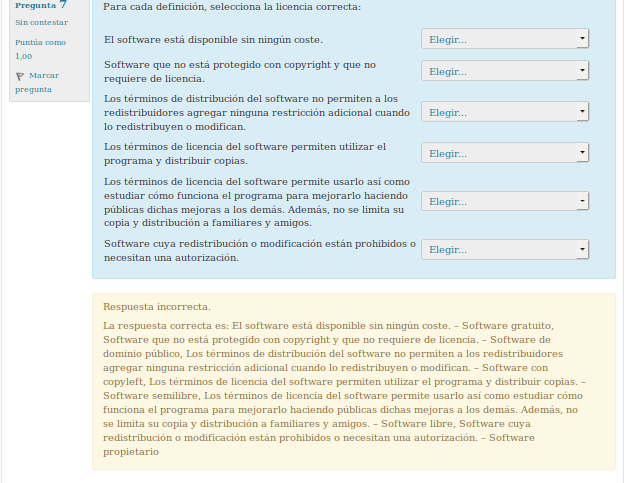 Pregunta 7
Sin contestar
Puntúa como
1,00
Marcar
pregunta
Para cada definición, selecciona la licencia correcta:
El software está disponible sin ningún coste.
Elegir...
Software que no está protegido con copyright y que no
requiere de licencia.
Elegir...
Los términos de distribución del software no permiten a los
redistribuidores agregar ninguna restricción adicional cuando
lo redistribuyen o modifican.
Elegir...
Los términos de licencia del software permiten utilizar el
programa y distribuir copias.
Elegir...
Los términos de licencia del software permite usarlo así como
estudiar cómo funciona el programa para mejorarlo haciendo
públicas dichas mejoras a los demás. Además, no se limita su
copia y distribución a familiares y amigos.
Elegir...
Software cuya redistribución o modificación están prohibidos o
necesitan una autorización.
Elegir...
Respuesta incorrecta.
La respuesta correcta es: El software está disponible sin ningún coste. – Software gratuito,
Software que no está protegido con copyright y que no requiere de licencia. – Software de
dominio público, Los términos de distribución del software no permiten a los redistribuidores
agregar ninguna restricción adicional cuando lo redistribuyen o modifican. – Software con
copyleft, Los términos de licencia del software permiten utilizar el programa y distribuir copias. –
Software semilibre, Los términos de licencia del software permite usarlo así como estudiar cómo
funciona el programa para mejorarlo haciendo públicas dichas mejoras a los demás. Además, no
se limita su copia y distribución a familiares y amigos. – Software libre, Software cuya
redistribución o modificación están prohibidos o necesitan una autorización. – Software
propietario